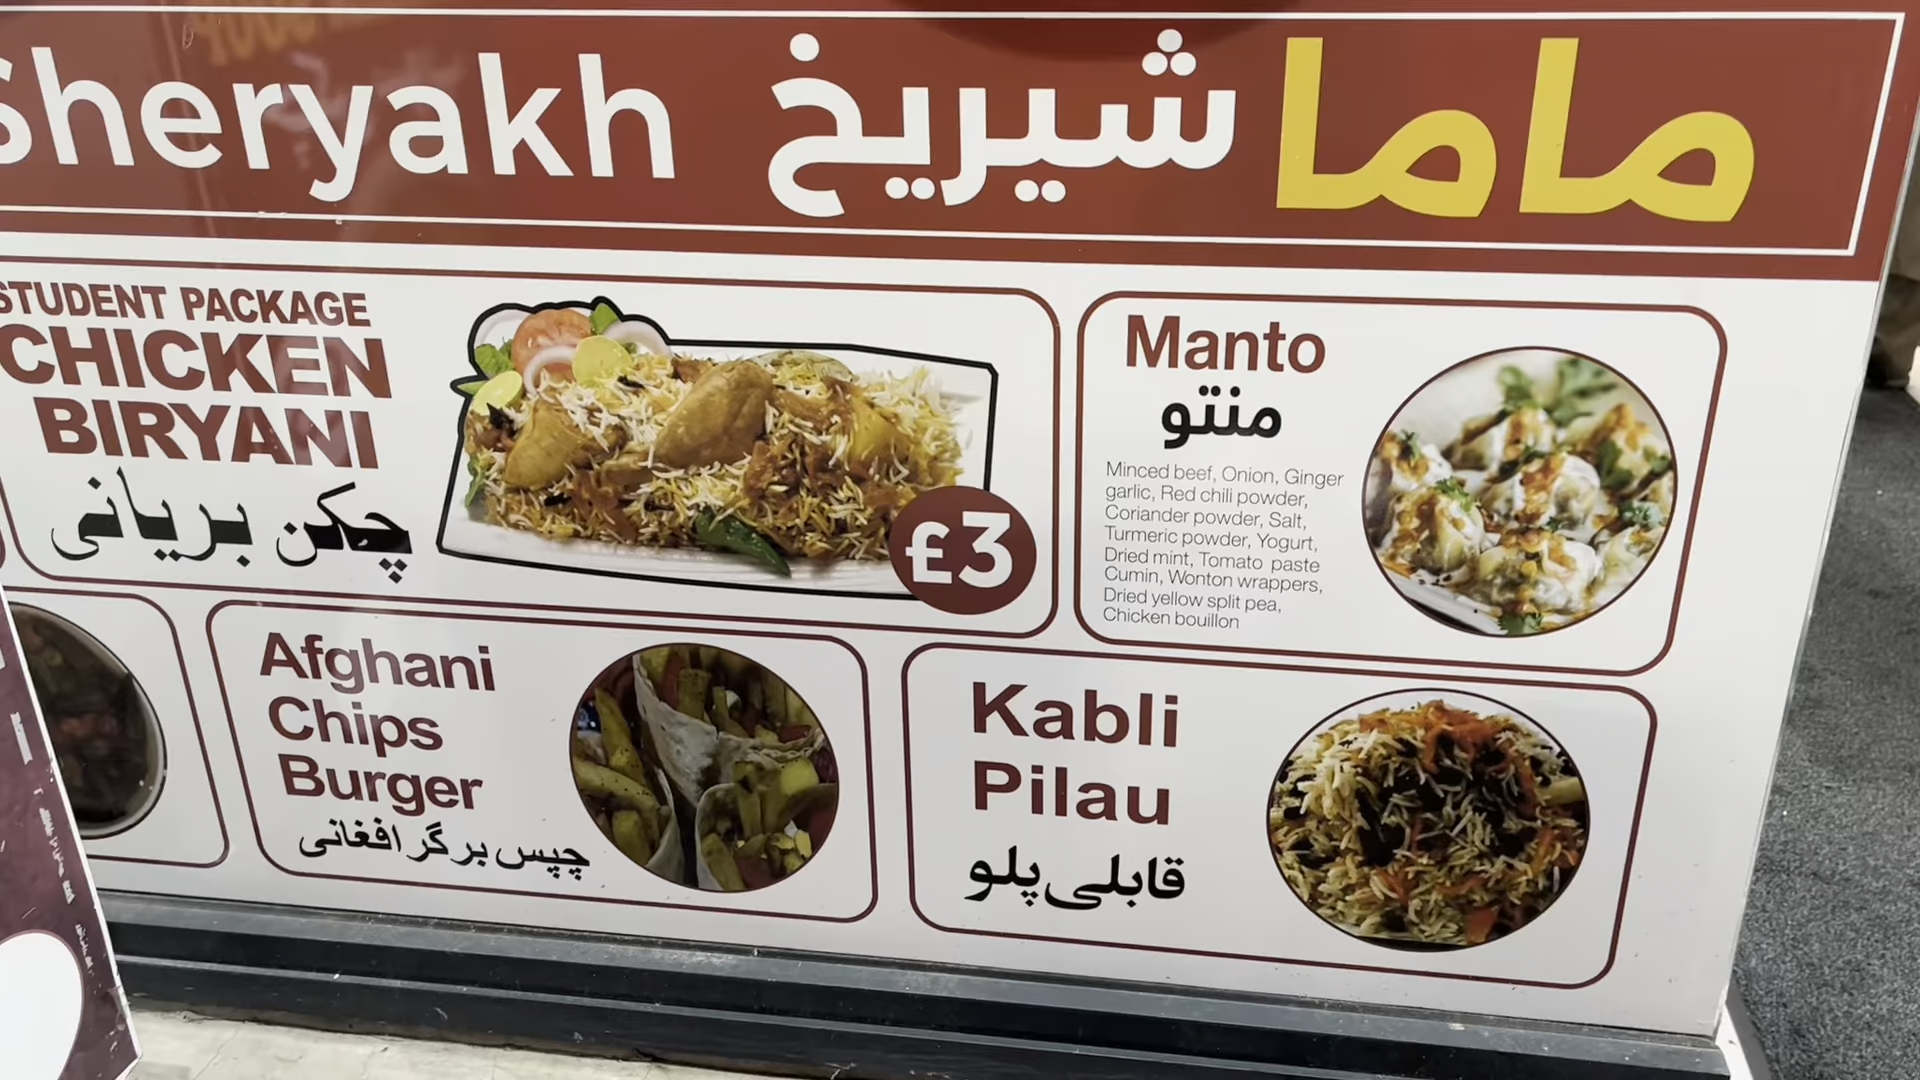 Sheryakh ماما شیریخ
STUDENT PACKAGE
CHICKEN
BIRYANI
چکن بریانی
£3
Manto
منتو
Minced beef, Onion, Ginger
garlic, Red chili powder,
Coriander powder, Salt,
Turmeric powder, Yogurt,
Dried mint, Tomato paste
Cumin, Wonton wrappers,
Dried yellow split pea,
Chicken bouillon
Afghani
Chips
Burger
چپس برگر افغانی
Kabli
Pilau
قابلی پلو